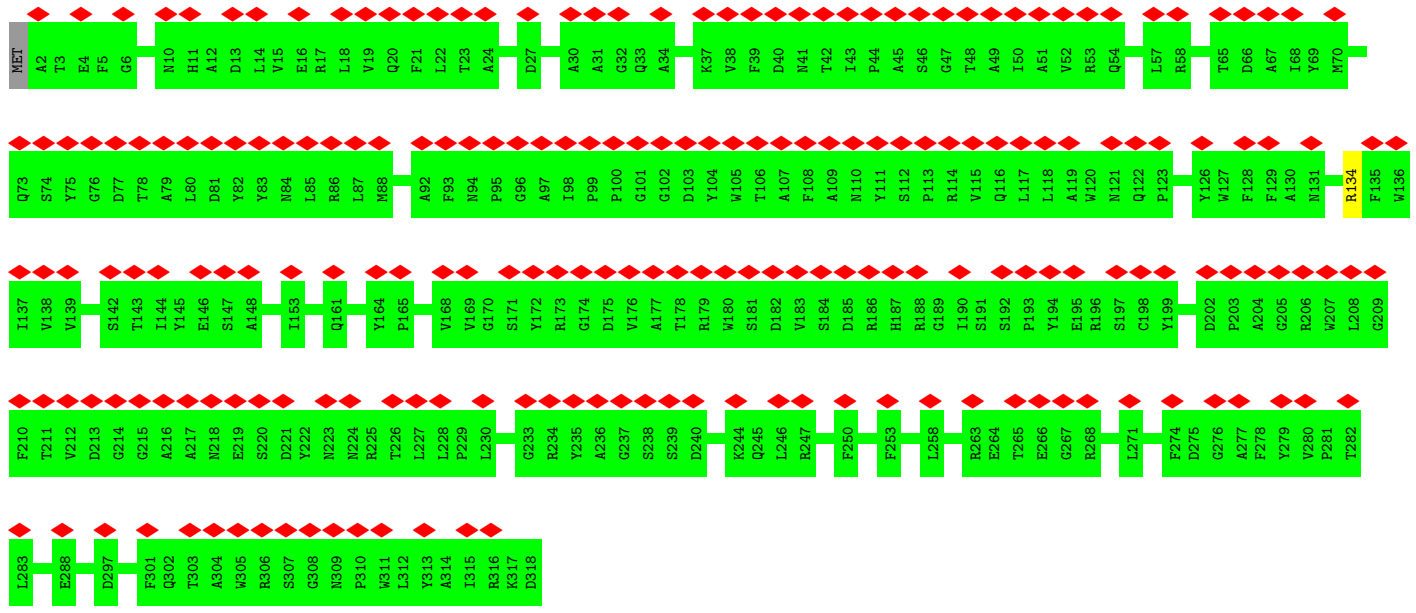 MET A2 T3 E4 F5 G6 N10 H11 A12 D13 L14 V15 E16 R17 L18 V19 Q20 F21 L22 T23 A24 D27 A30 A31 G32 Q33 A34 K37 V38 F39 D40 N41 T42 I43 P44 A45 S46 G47 T48 A49 I50 A51 V52 R53 Q54 L57 R58 T65 D66 A67 I68 Y69 M70
Q73 S74 Y75 G76 D77 T78 A79 L80 D81 Y82 Y83 N84 L85 R86 L87 M88 A92 F93 N94 P95 G96 A97 I98 P99 P100 G101 G102 D103 Y104 W105 T106 A107 F108 A109 N110 Y111 S112 P113 R114 V115 Q116 L117 L118 A119 W120 N121 Q122 P123 Y126 W127 F128 F129 A130 N131 R134 F135 W136
I137 V138 V139 S142 T143 I144 Y145 E146 S147 A148 I153 Q161 Y164 P165 V168 V169 G170 S171 Y172 R173 G174 D175 V176 A177 T178 R179 W180 S181 D182 V183 S184 D185 R186 H187 R188 G189 I190 S191 S192 P193 Y194 E195 R196 S197 C198 Y199 D202 P203 A204 G205 R206 W207 L208 G209
F210 T211 V212 D213 G214 G215 A216 A217 N218 E219 S220 D221 Y222 N223 N224 R225 T226 L227 L228 P229 L230 G233 R234 Y235 A236 G237 S238 S239 D240 K244 Q245 L246 R247 F250 F253 L258 R263 E264 T265 E266 G267 R268 L271 F274 D275 G276 A277 F278 Y279 V280 P281 T282
L283 E288 D297 F301 Q302 T303 A304 W305 R306 S307 G308 N309 P310 W311 L312 Y313 A314 I315 R316 K317 D318